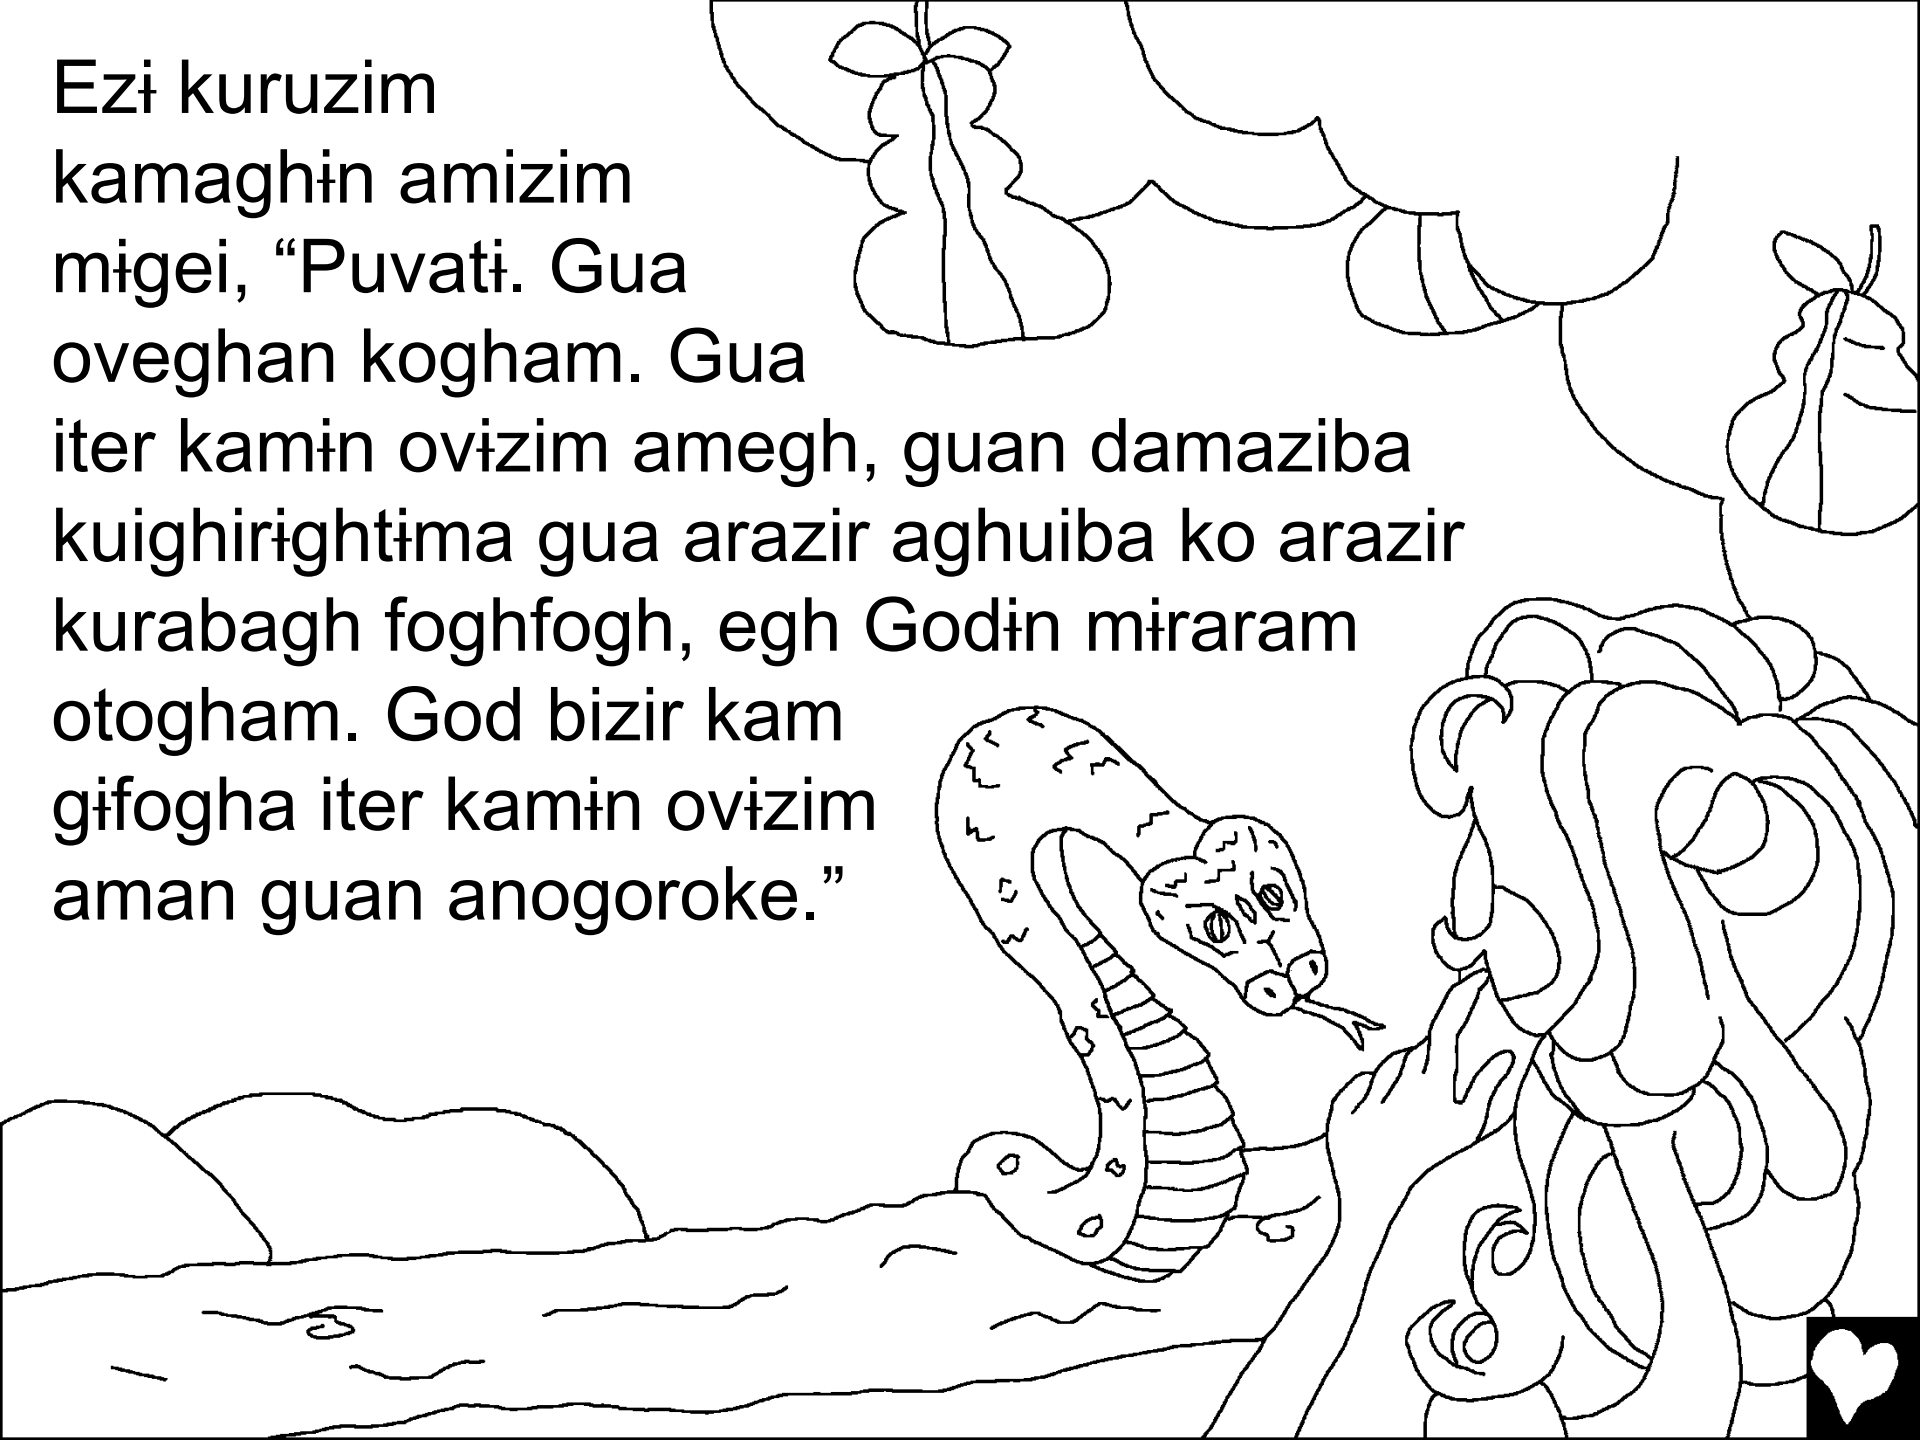 Ezɨ kuruzim
kamaghɨn amizim
mɨgei, “Puvatɨ. Gua
oveghan kogham. Gua
iter kamɨn ovɨzim amegh, guan damaziba
kuighirɨghtɨma gua arazir aghuiba ko arazir
kurabagh foghfogh, egh Godɨn mɨraram
otogham. God bizir kam
gɨfogha iter kamɨn ovɨzim
aman guan anogoroke.”